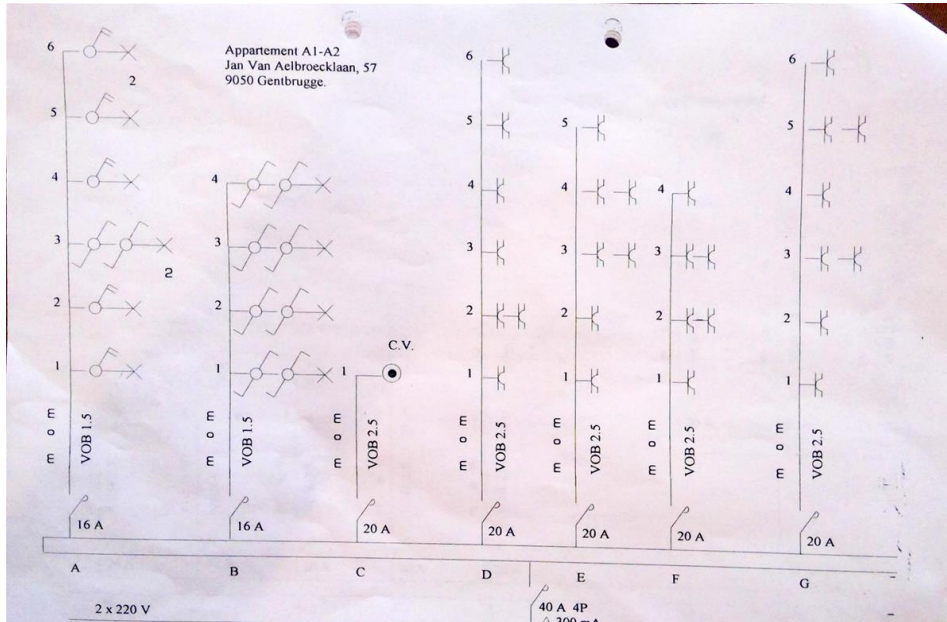 Appartement A1-A2
Jan Van Aelbroecklaan, 57
9050 Gentbrugge.
6
2
5
4
3
2
2
1
VOB 1.5
16 A
A
4
3
2
1
VOB 1.5
16 A
B
C.V.
1
VOB 2.5
20 A
C
6
5
4
3
2
1
VOB 2.5
20 A
D
5
4
3
2
1
VOB 2.5
20 A
E
4
3
2
1
VOB 2.5
20 A
F
6
5
4
3
2
1
VOB 2.5
20 A
G
2 x 220 V
40 A 4P
△ 300 mA